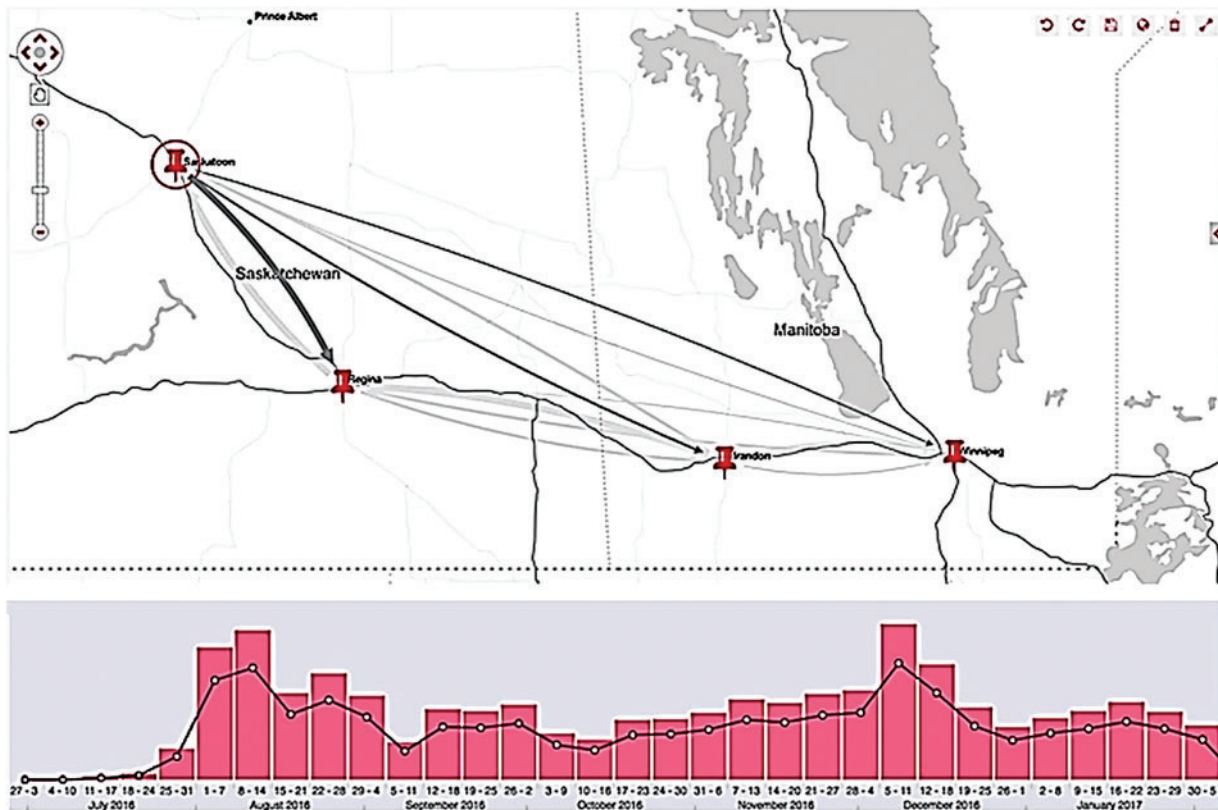 Prince Albert
Saskatoon
Saskatchewan
Manitoba
Regina
Brandon
Winnipeg
27 - 3 4 - 10 11 - 17 18 - 24 25 - 31 1 - 7 8 - 14 15 - 21 22 - 28 29 - 4 5 - 11 12 - 18 19 - 25 26 - 2 3 - 9 10 - 16 17 - 23 24 - 30 31 - 6 7 - 13 14 - 20 21 - 27 28 - 4 5 - 11 12 - 18 19 - 25 26 - 1 2 - 8 9 - 15 16 - 22 23 - 29 30 - 5
July 2016 August 2016 September 2016 October 2016 November 2016 December 2016 January 201